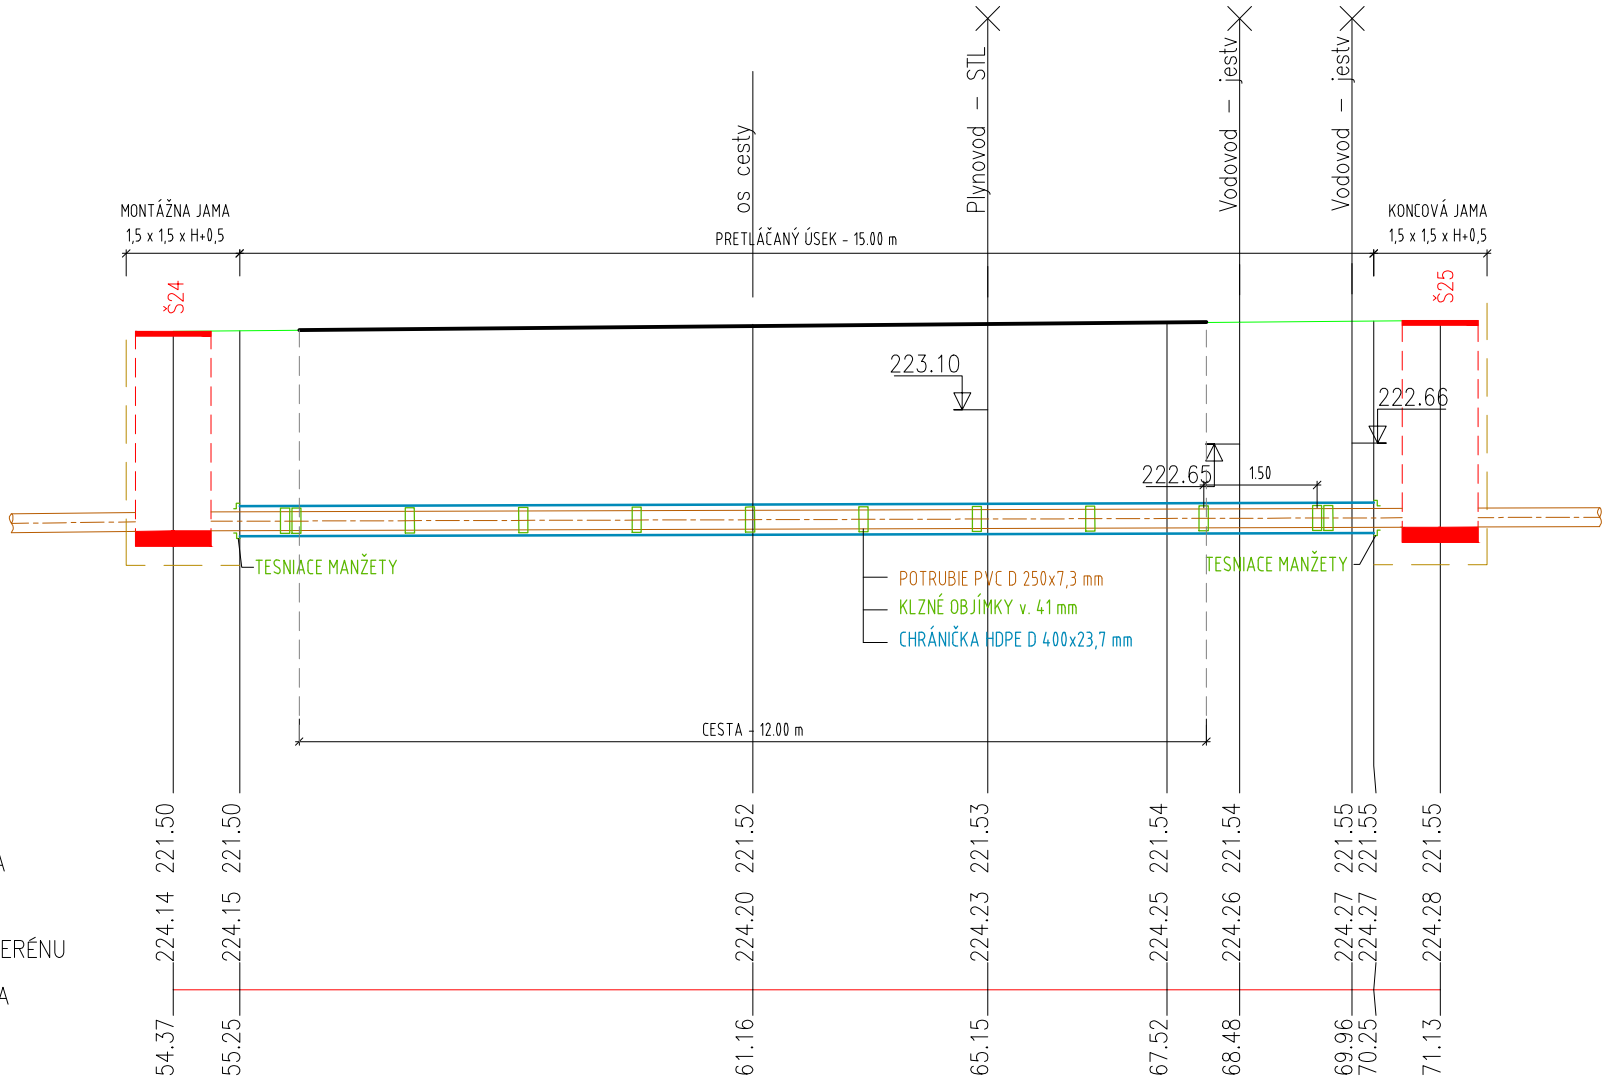 os cesty
Plynovod – STL
Vodovod – jestv
Vodovod – jestv
MONTÁŽNA JAMA
1,5 x 1,5 x H+0,5
PRETLÁČANÝ ÚSEK - 15.00 m
KONCOVÁ JAMA
1,5 x 1,5 x H+0,5
Š24
Š25
223.10
222.66
222.65
1.50
TESNIACE MANŽETY
TESNIACE MANŽETY
POTRUBIE PVC D 250x7,3 mm
KLZNÉ OBJÍMKY v. 41 mm
CHRÁNIČKA HDPE D 400x23,7 mm
CESTA - 12.00 m
A
221.50
221.50
221.52
221.53
221.54
221.54
221.55
221.55
221.55
ERÉNU
224.14
224.15
224.20
224.23
224.25
224.26
224.27
224.27
224.28
A
54.37
55.25
61.16
65.15
67.52
68.48
69.96
70.25
71.13